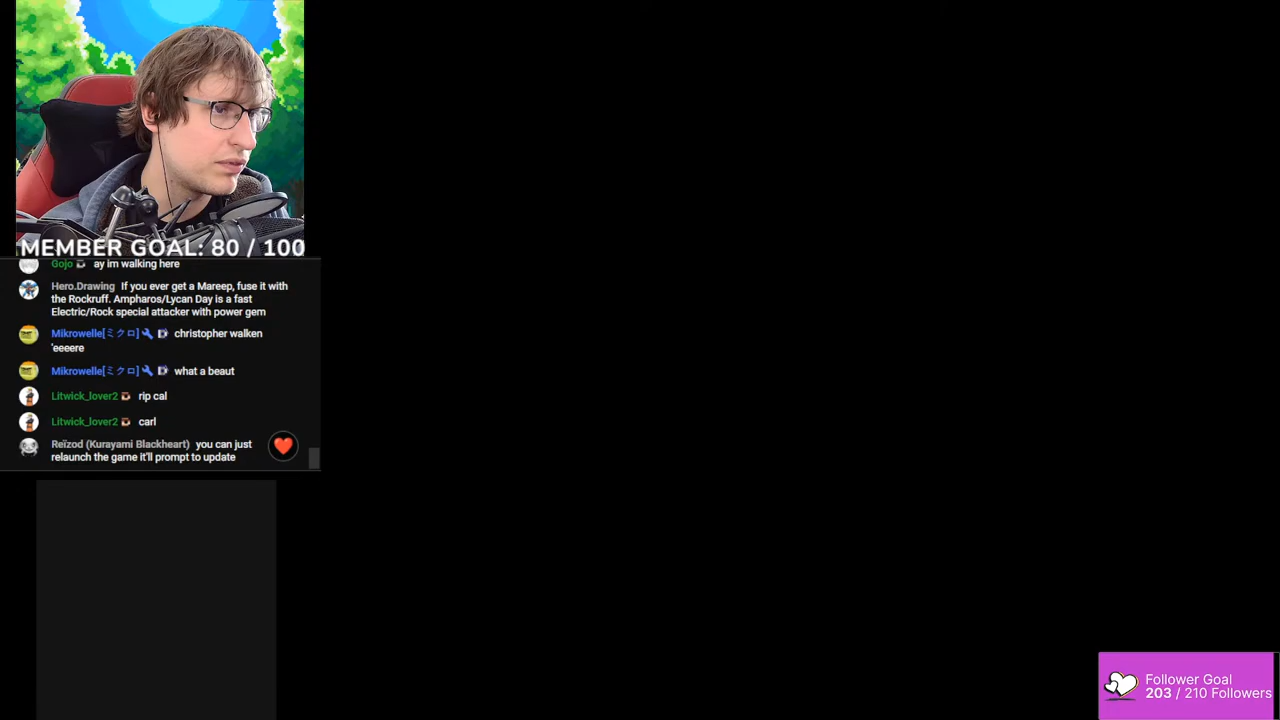 MEMBER GOAL: 80 / 100
Gojo ay im walking here
Hero.Drawing If you ever get a Mareep, fuse it with
the Rockruff. Ampharos/Lycan Day is a fast
Electric/Rock special attacker with power gem
Mikrowelle[ミクロ] christopher walken
'eeeere
Mikrowelle[ミクロ] what a beaut
Litwick_lover2 rip cal
Litwick_lover2 carl
Reïzod (Kurayami Blackheart) you can just
relaunch the game it'll prompt to update
Follower Goal
203 / 210 Followers